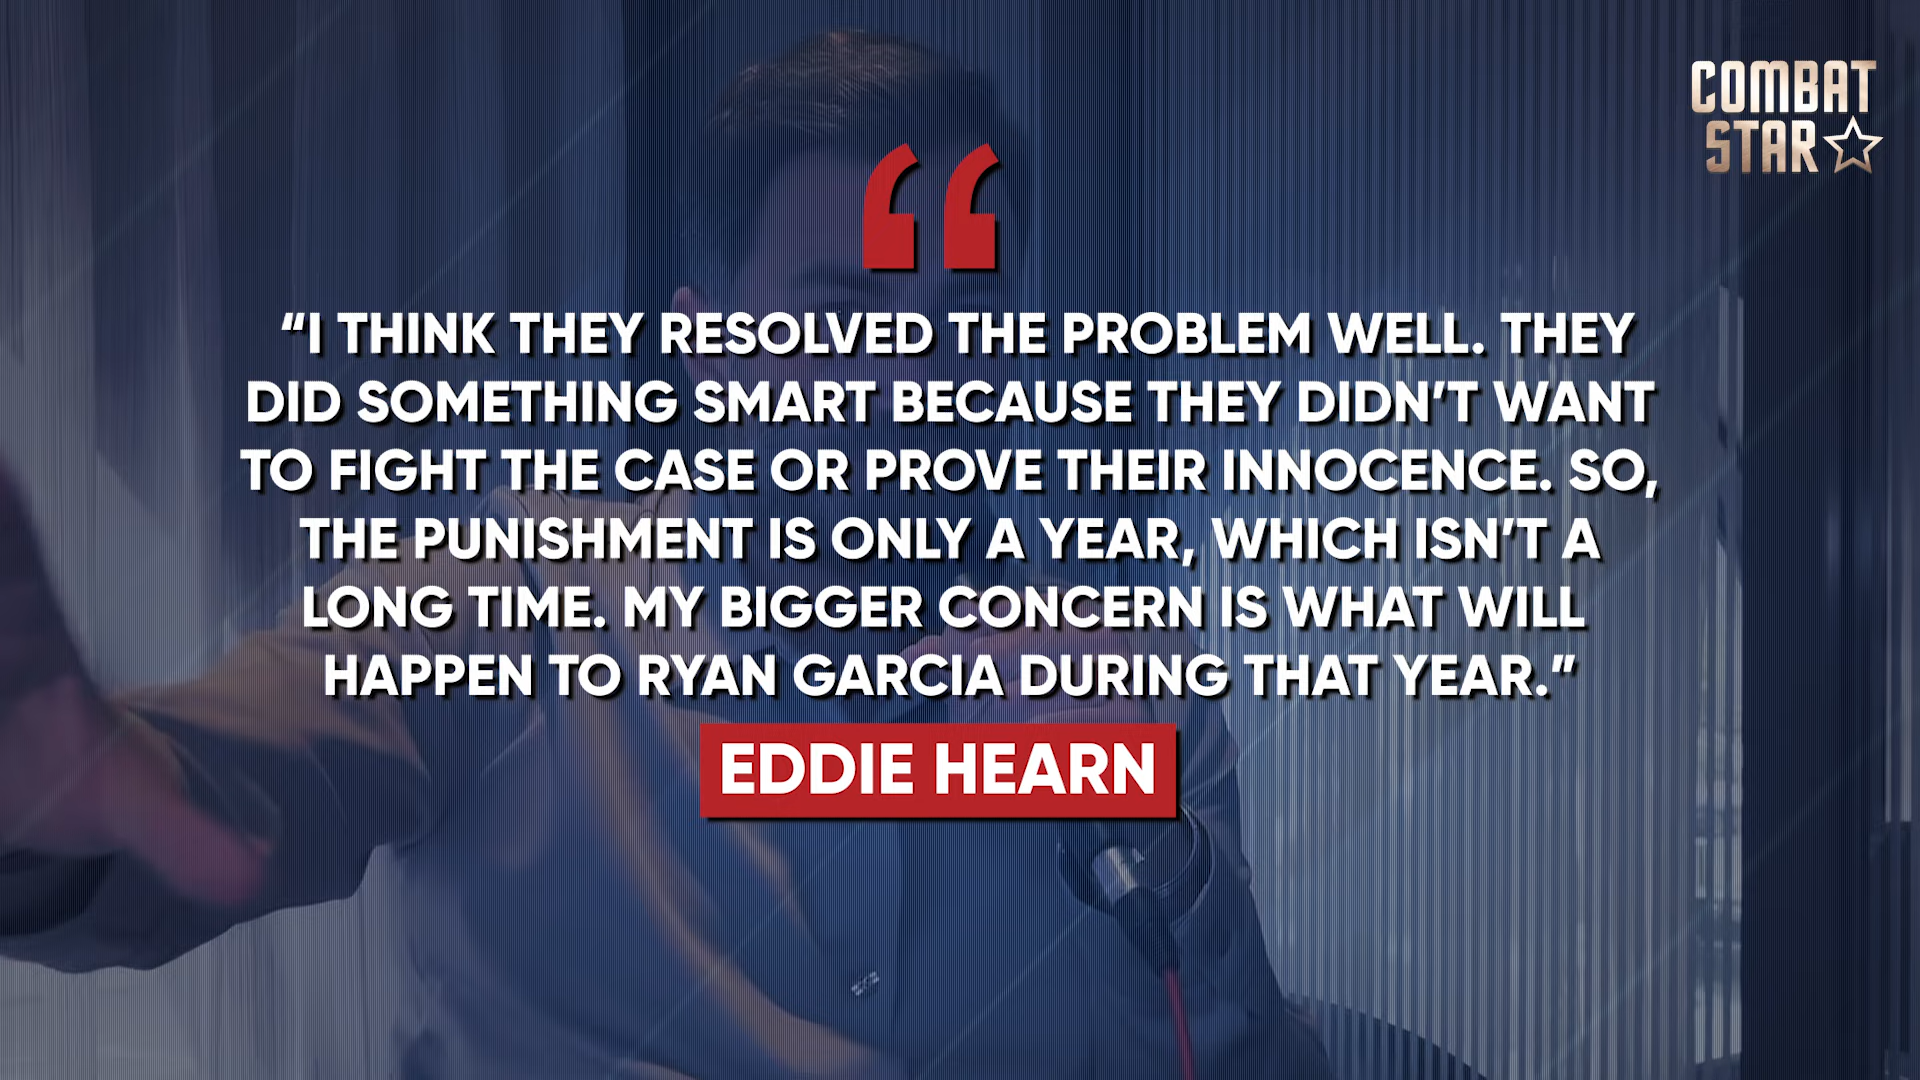 COMBAT
STAR
“I THINK THEY RESOLVED THE PROBLEM WELL. THEY
DID SOMETHING SMART BECAUSE THEY DIDN’T WANT
TO FIGHT THE CASE OR PROVE THEIR INNOCENCE. SO,
THE PUNISHMENT IS ONLY A YEAR, WHICH ISN’T A
LONG TIME. MY BIGGER CONCERN IS WHAT WILL
HAPPEN TO RYAN GARCIA DURING THAT YEAR.”
EDDIE HEARN